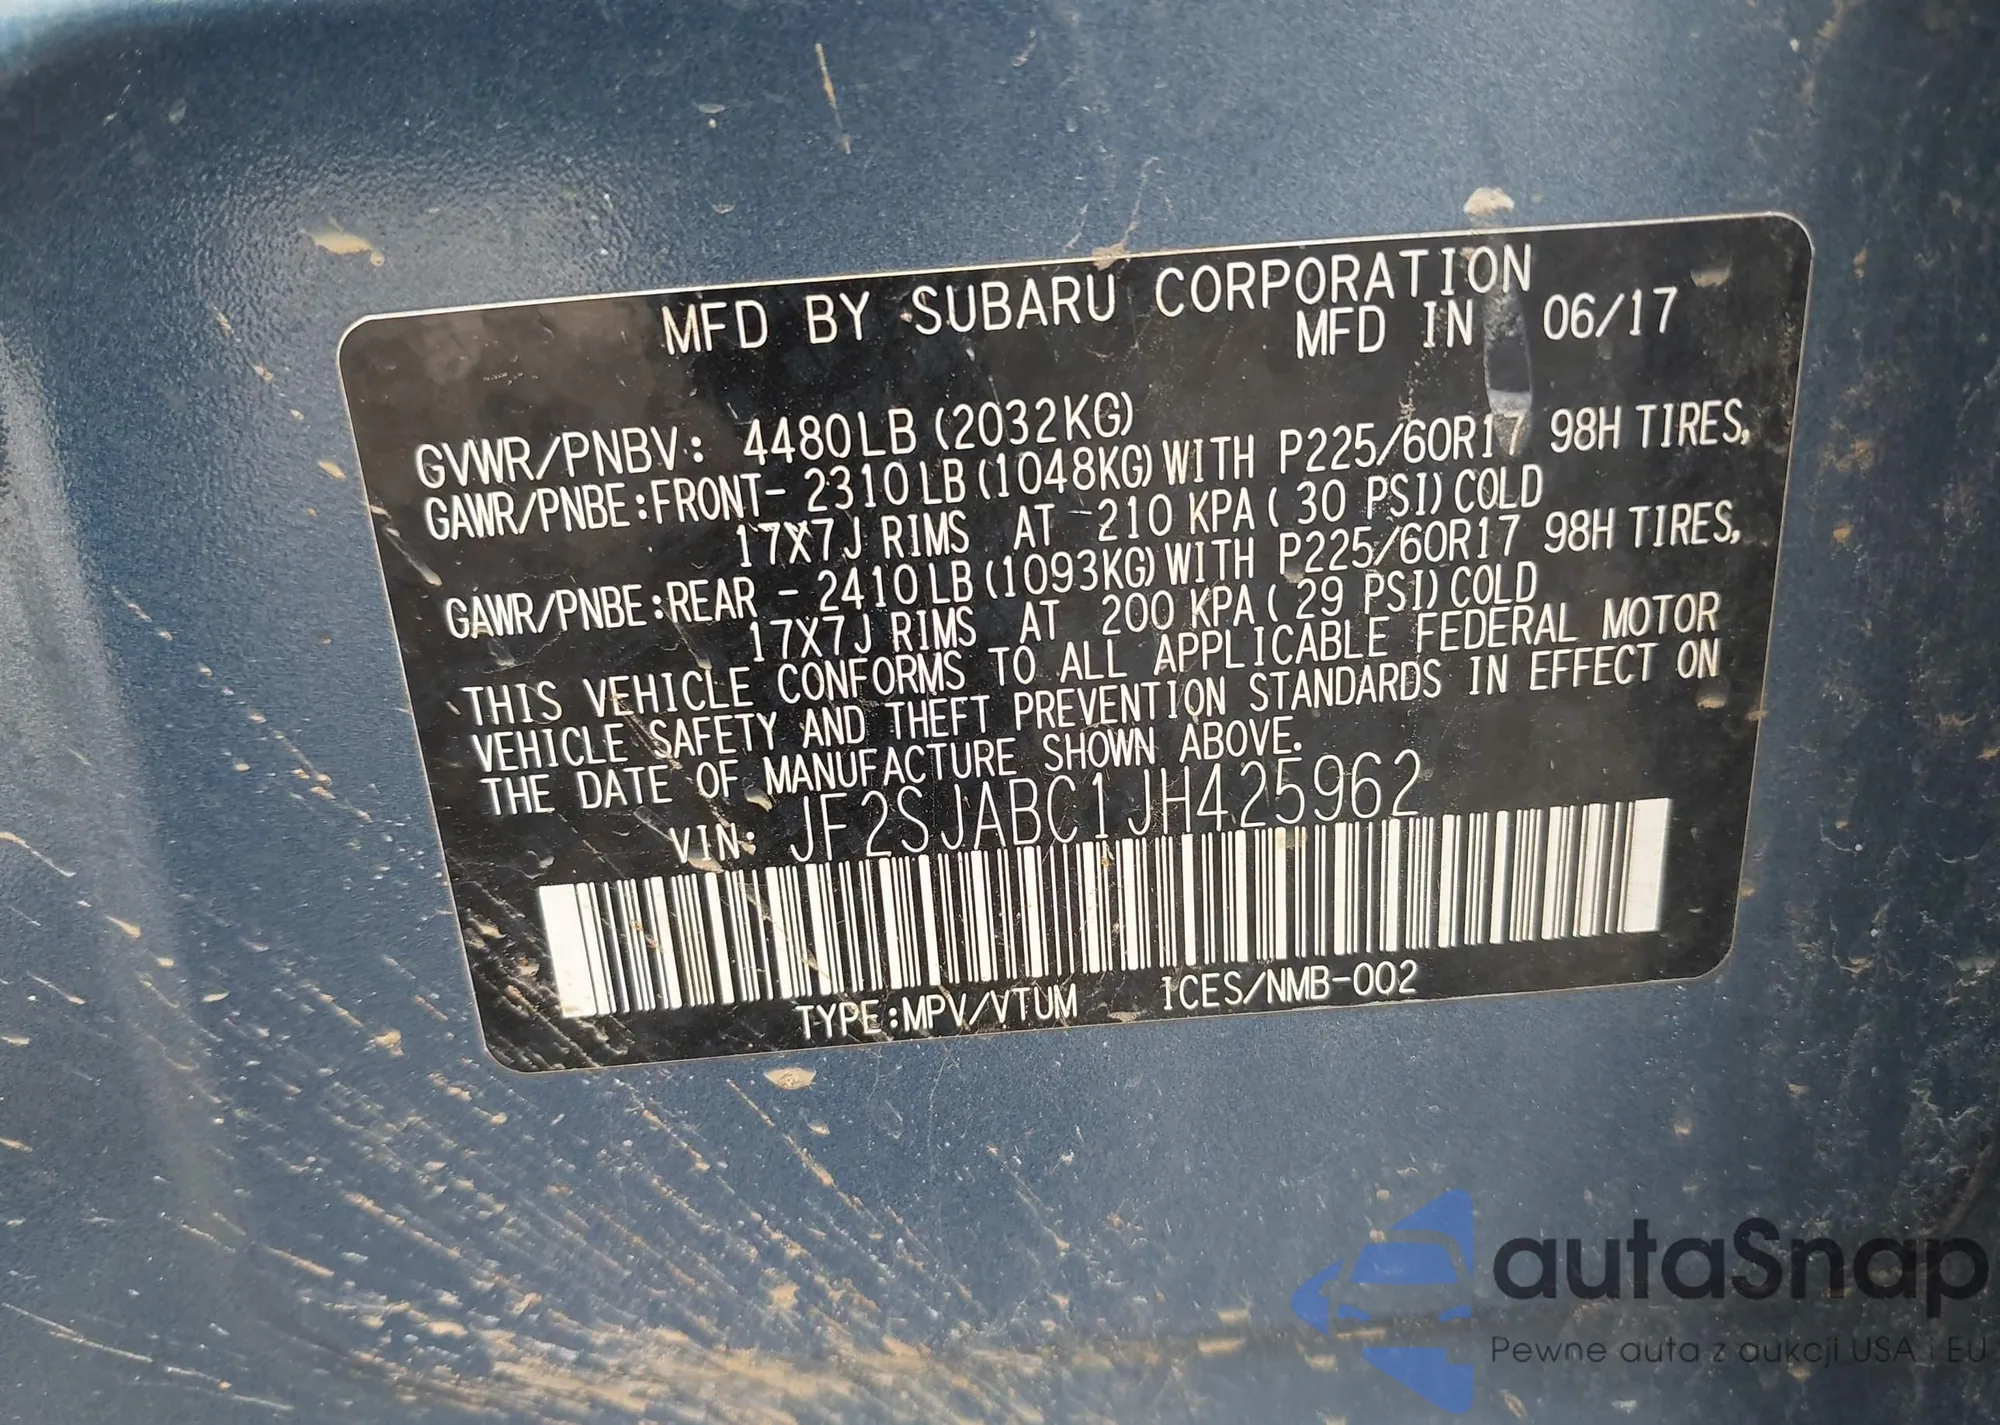 MFD BY SUBARU CORPORATION
MFD IN 06/17
GVWR/PNBV: 4480LB (2032KG)
GAWR/PNBE:FRONT- 2310LB (1048KG) WITH P225/60R17 98H TIRES,
17X7J RIMS AT 210 KPA ( 30 PSI) COLD
GAWR/PNBE:REAR - 2410LB (1093KG) WITH P225/60R17 98H TIRES,
17X7J RIMS AT 200 KPA ( 29 PSI) COLD
THIS VEHICLE CONFORMS TO ALL APPLICABLE FEDERAL MOTOR
VEHICLE SAFETY AND THEFT PREVENTION STANDARDS IN EFFECT ON
THE DATE OF MANUFACTURE SHOWN ABOVE.
VIN: JF2SJABC1JH425962
TYPE:MPV/VTUM ICES/NMB-002
autaSnap
Pewne auta z aukcji USA i EU